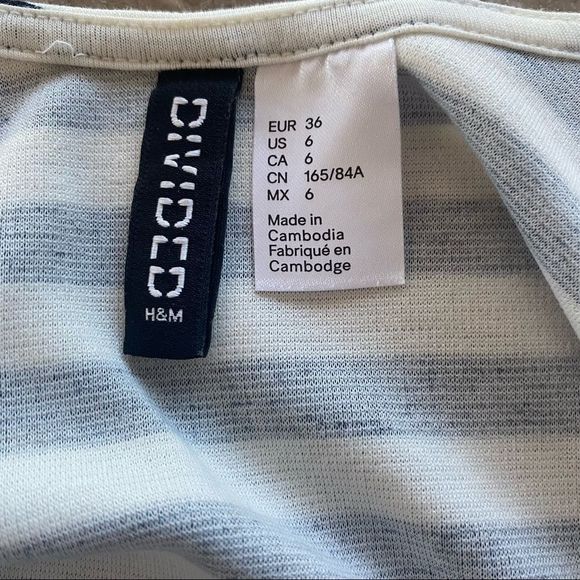 DIVIDED
H&M
EUR 36
US 6
CA 6
CN 165/84A
MX 6
Made in
Cambodia
Fabriqué en
Cambodge